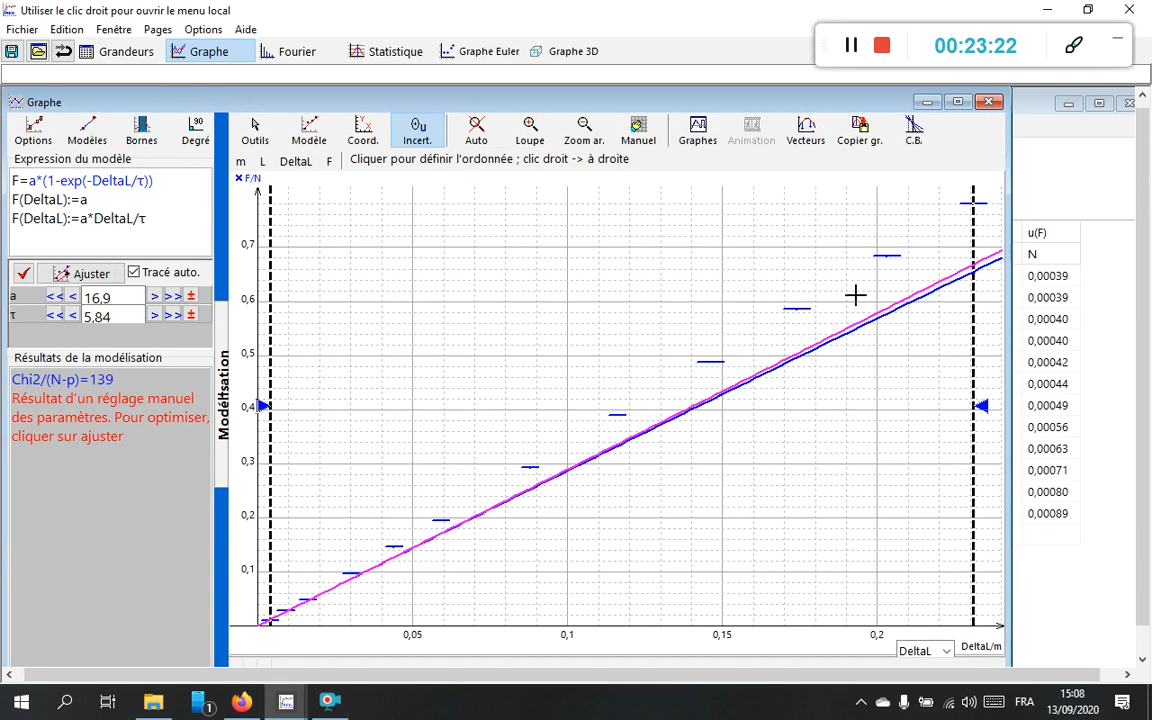 Utiliser le clic droit pour ouvrir le menu local
Fichier Edition Fenêtre Pages Options Aide
Grandeurs Graphe Fourier Statistique Graphe Euler Graphe 3D
00:23:22
Graphe
Options Modèles Bornes Degré
Outils Modèle Coord. Incert. Auto Loupe Zoom ar. Manuel Graphes Animation Vecteurs Copier gr. C.B.
Expression du modèle
m L DeltaL F Cliquer pour définir l'ordonnée ; clic droit -> à droite
F=a*(1-exp(-DeltaL/τ))
F(DeltaL):=a
F(DeltaL):=a*DeltaL/τ
Ajuster Tracé auto.
a << < 16,9 > >> ±
τ << < 5,84 > >> ±
Résultats de la modélisation
Chi2/(N-p)=139
Résultat d'un réglage manuel
des paramètres. Pour optimiser,
cliquer sur ajuster
Modélisation
F/N
0,7
0,6
0,5
0,4
0,3
0,2
0,1
0,05 0,1 0,15 0,2
DeltaL DeltaL/m
u(F)
N
0,00039
0,00039
0,00040
0,00040
0,00042
0,00044
0,00049
0,00056
0,00063
0,00071
0,00080
0,00089
1 FRA 15:08
13/09/2020